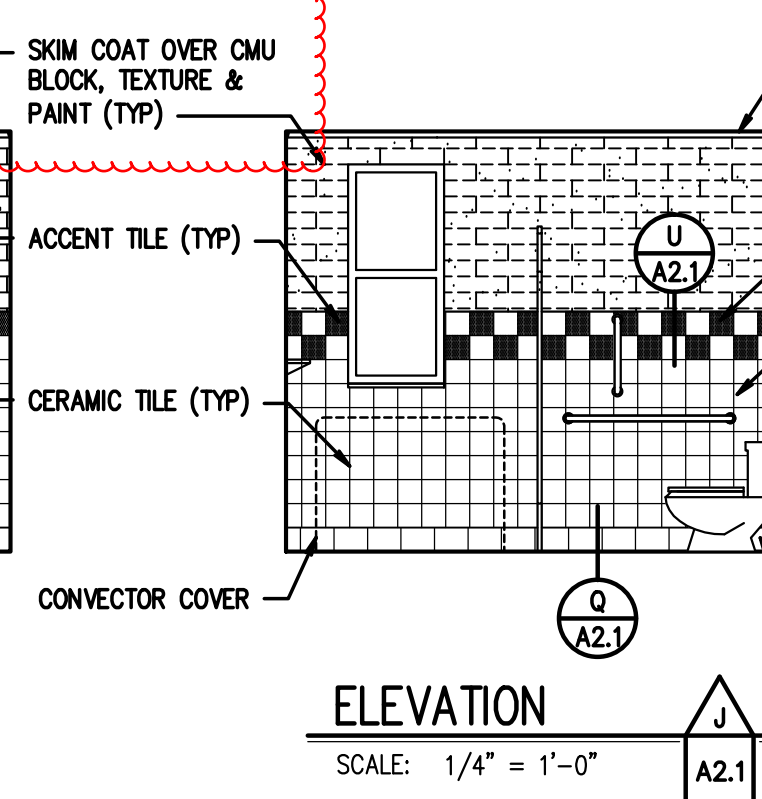 SKIM COAT OVER CMU
BLOCK, TEXTURE &
PAINT (TYP)
ACCENT TILE (TYP)
U
A2.1
CERAMIC TILE (TYP)
CONVECTOR COVER
Q
A2.1
ELEVATION
J
SCALE: 1/4" = 1'-0"
A2.1